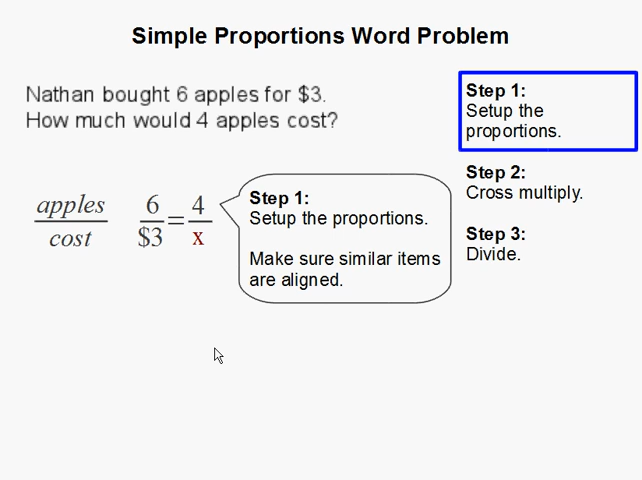 Simple Proportions Word Problem
Nathan bought 6 apples for $3.
How much would 4 apples cost?
apples 6 4
cost $3 = x
Step 1:
Setup the proportions.
Make sure similar items
are aligned.
Step 1:
Setup the
proportions.
Step 2:
Cross multiply.
Step 3:
Divide.